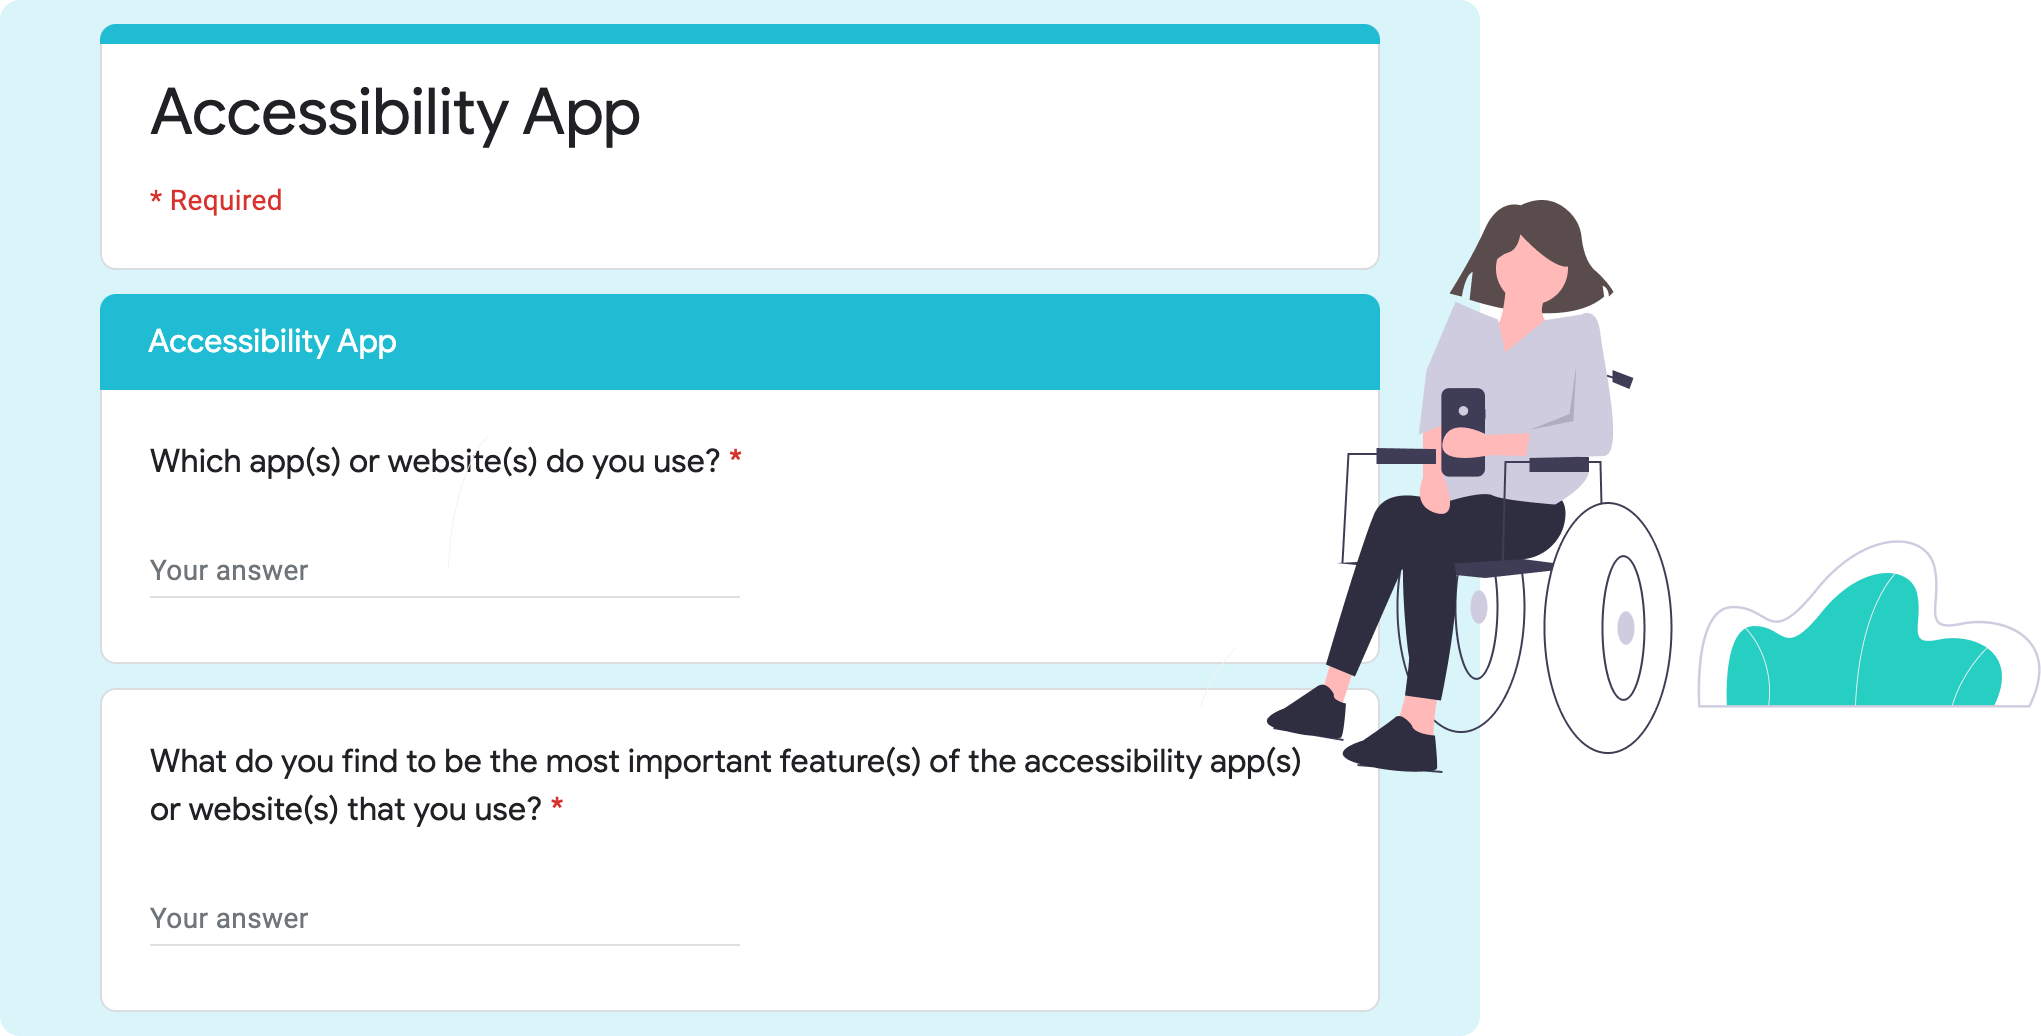 Accessibility App
* Required
Accessibility App
Which app(s) or website(s) do you use? *
Your answer
What do you find to be the most important feature(s) of the accessibility app(s)
or website(s) that you use? *
Your answer